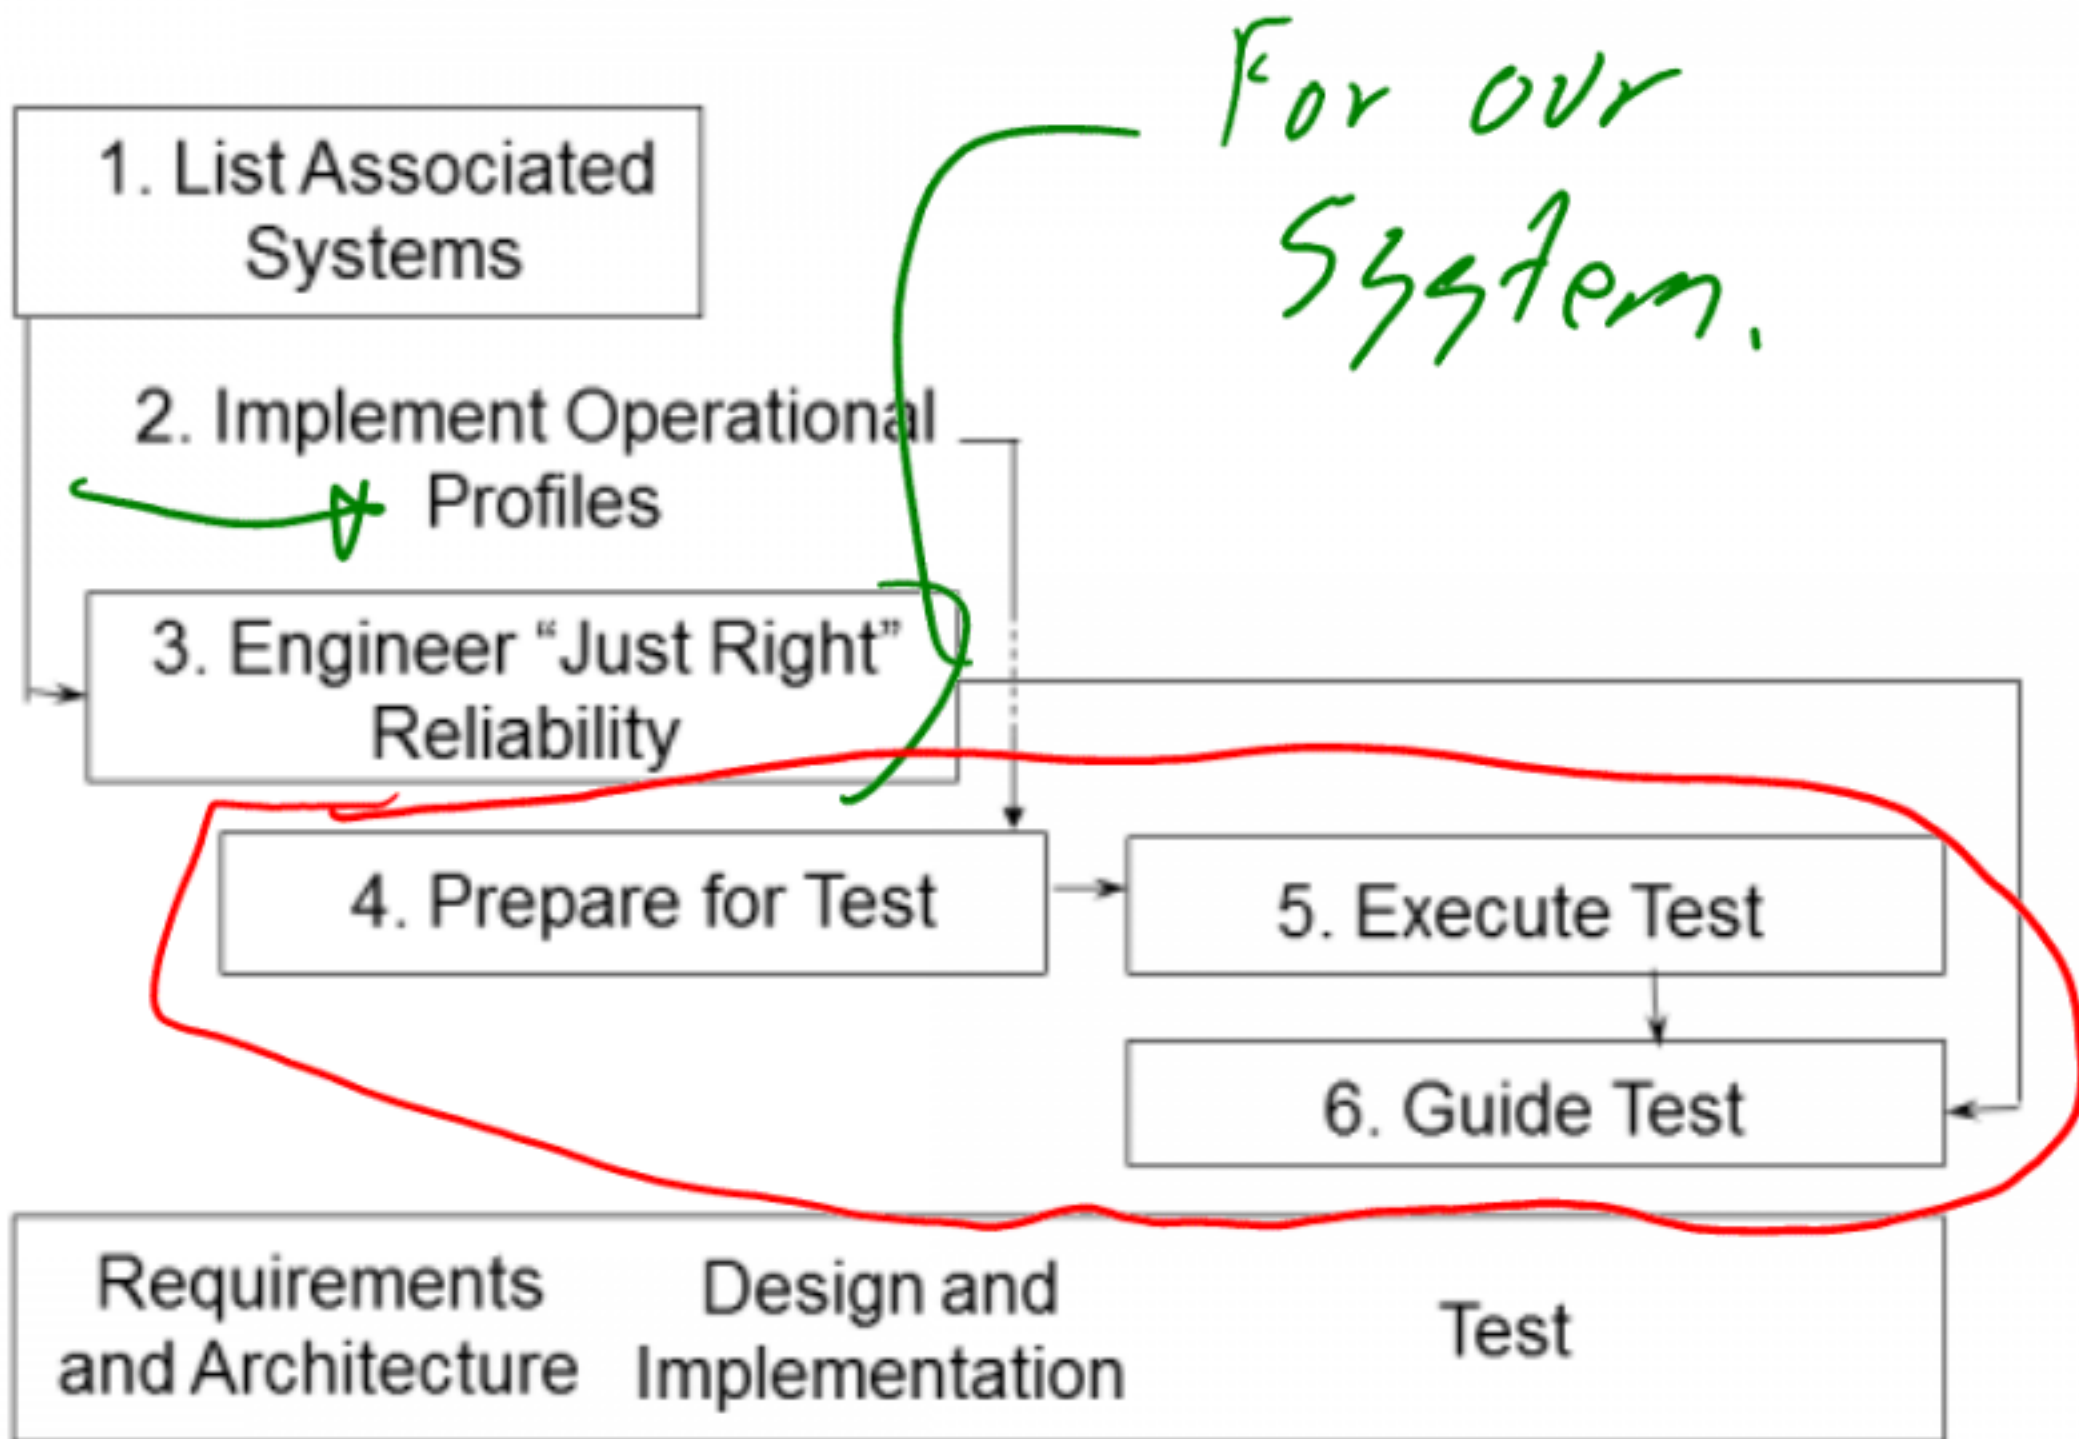 For our
System.
1. List Associated
Systems
2. Implement Operational
Profiles
3. Engineer “Just Right”
Reliability
4. Prepare for Test
5. Execute Test
6. Guide Test
Requirements
and Architecture
Design and
Implementation
Test